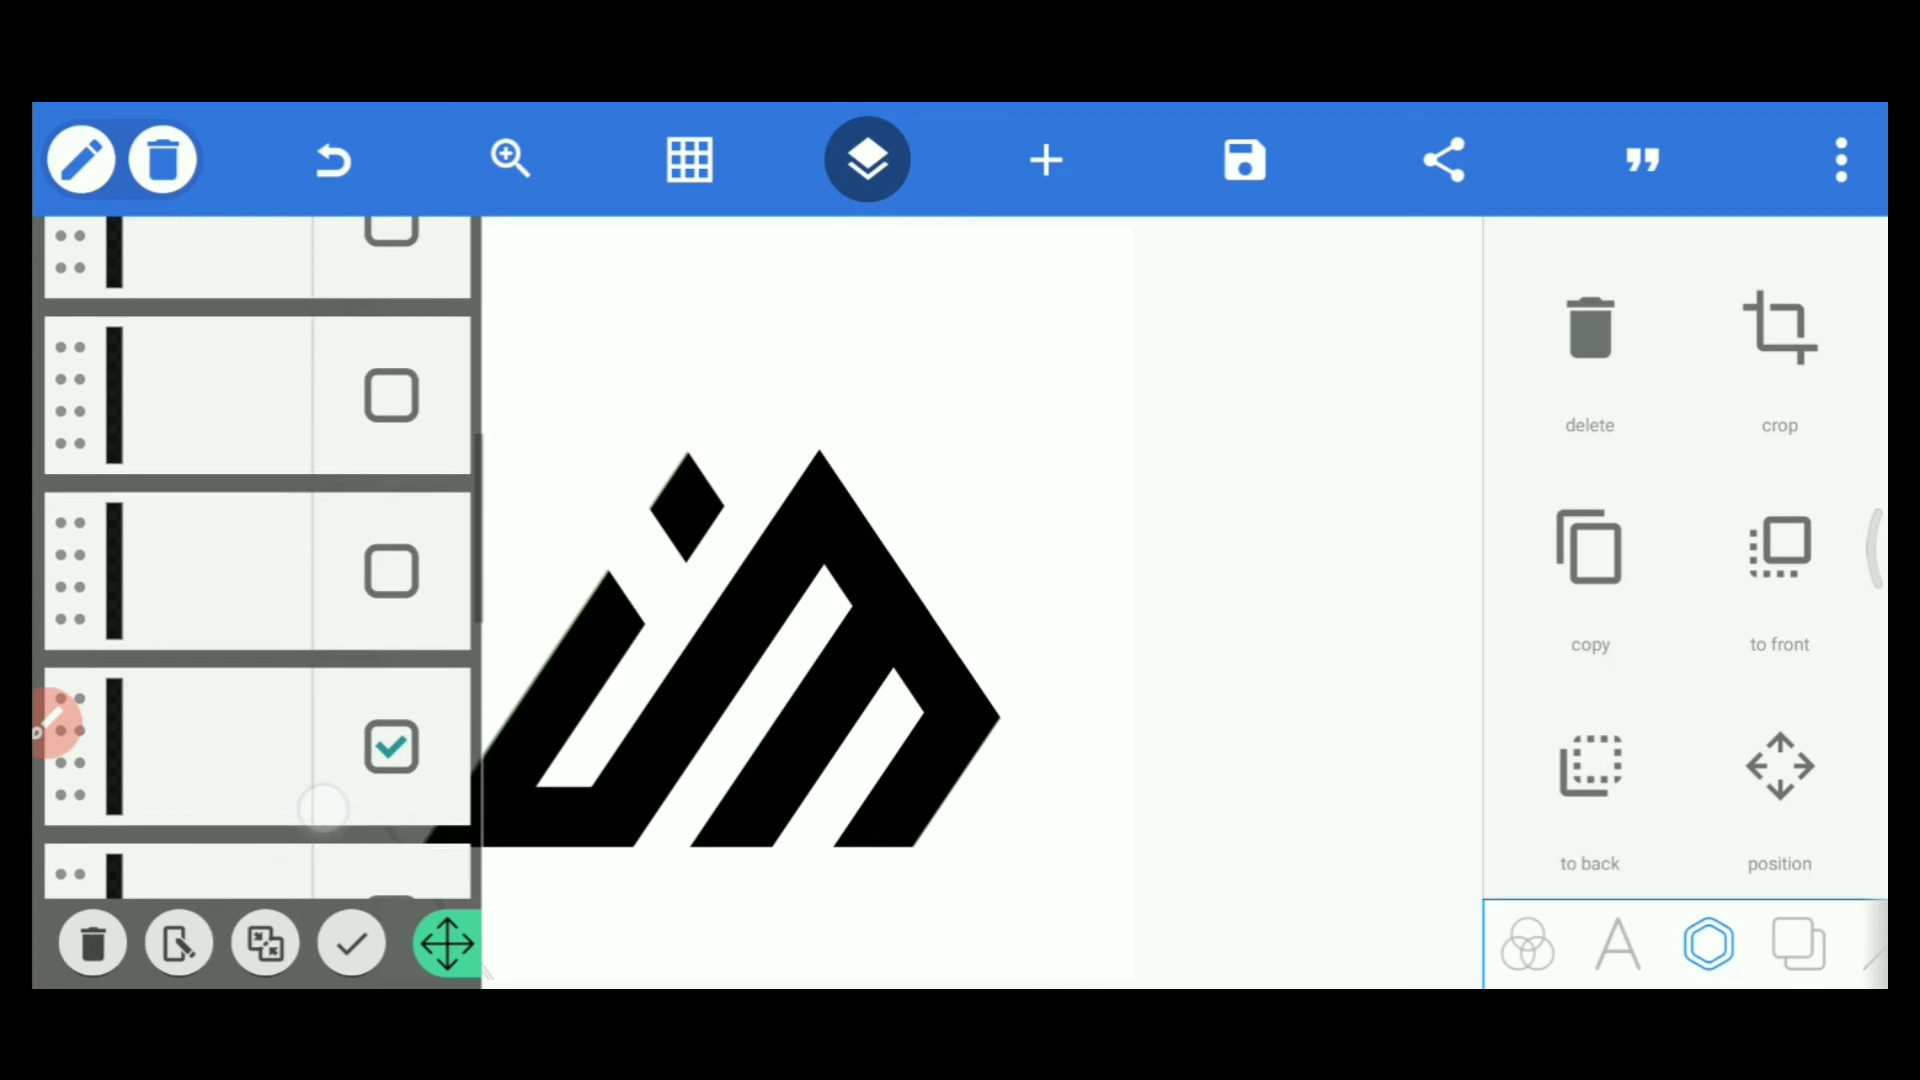 delete
crop
copy
to front
to back
position